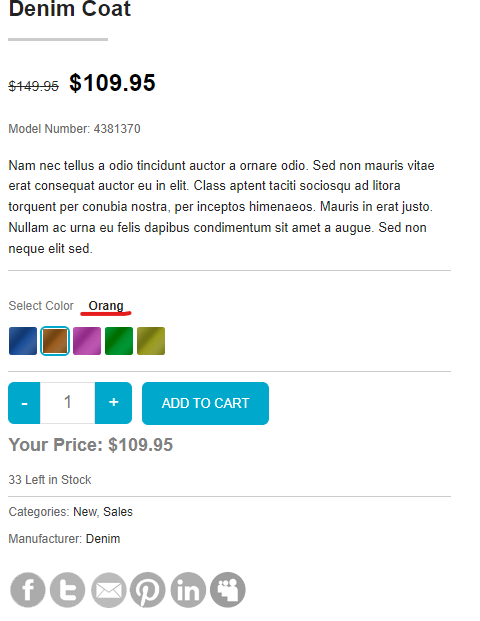 Denim Coat
$149.95 $109.95
Model Number: 4381370
Nam nec tellus a odio tincidunt auctor a ornare odio. Sed non mauris vitae
erat consequat auctor eu in elit. Class aptent taciti sociosqu ad litora
torquent per conubia nostra, per inceptos himenaeos. Mauris in erat justo.
Nullam ac urna eu felis dapibus condimentum sit amet a augue. Sed non
neque elit sed.
Select Color Orang
- 1 + ADD TO CART
Your Price: $109.95
33 Left in Stock
Categories: New, Sales
Manufacturer: Denim